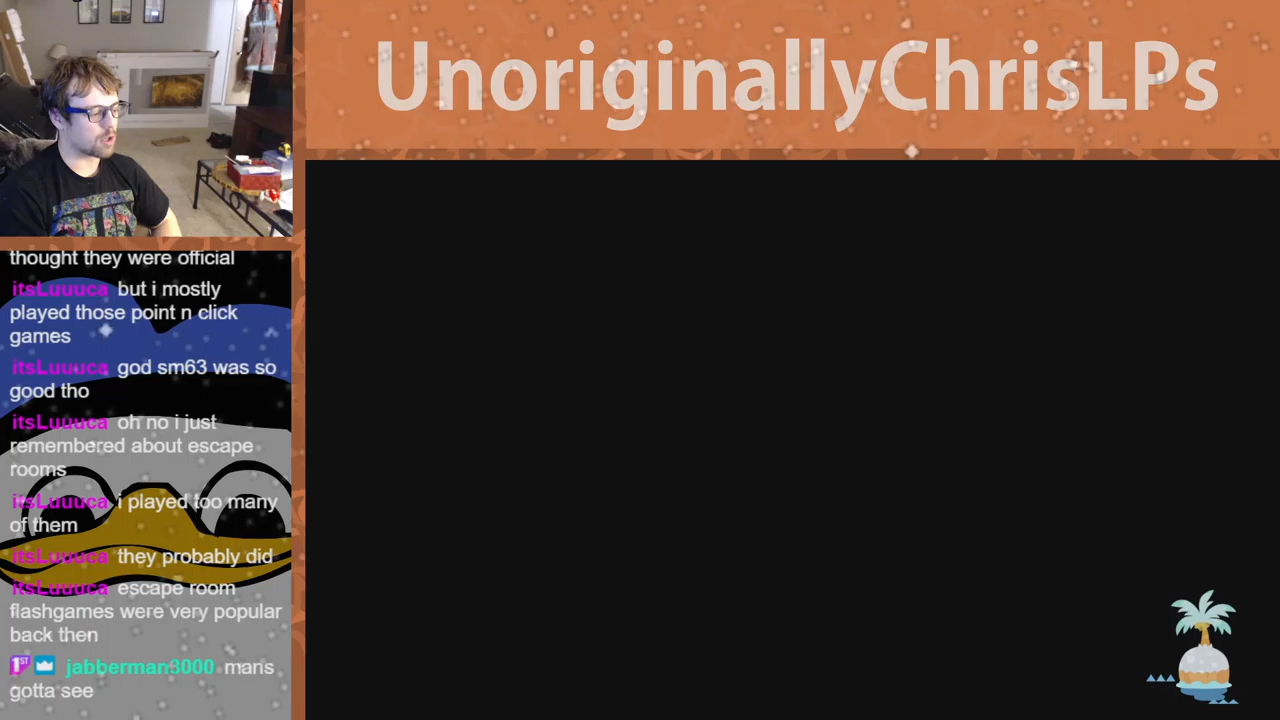 UnoriginallyChrisLPs
thought they were official
itsLuuuca but i mostly
played those point n click
games
itsLuuuca god sm63 was so
good tho
itsLuuuca oh no i just
remembered about escape
rooms
itsLuuuca i played too many
of them
itsLuuuca they probably did
itsLuuuca escape room
flashgames were very popular
back then
1ST jabberman3000 mans
gotta see